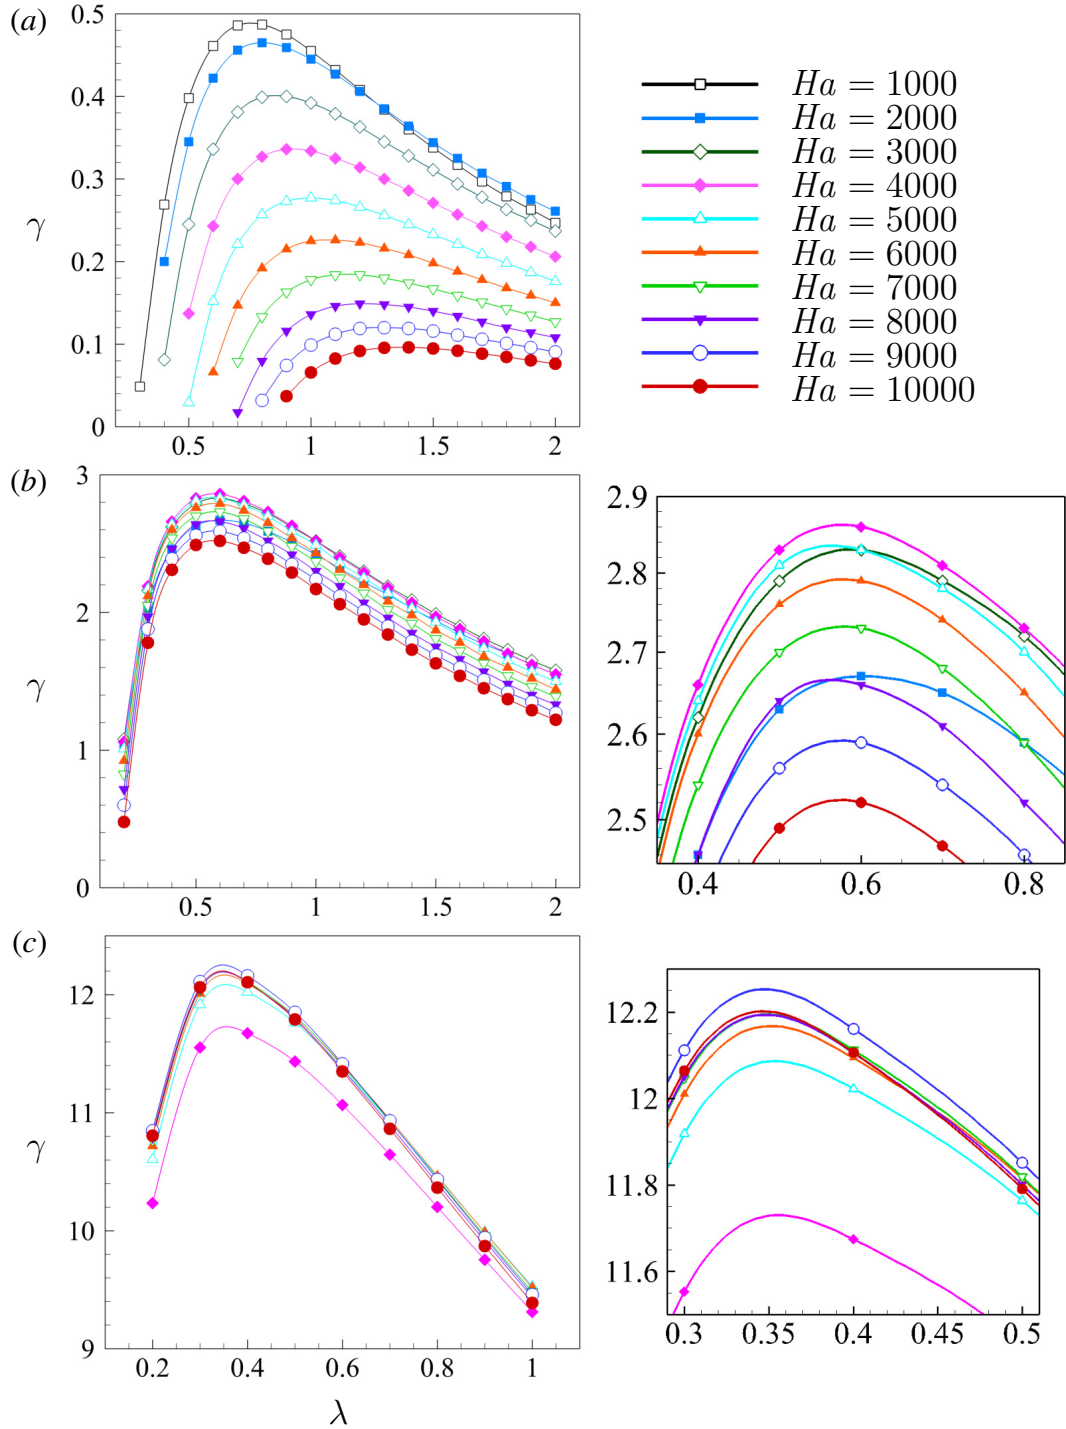 (a)
0.5
0.4
0.3
γ
0.2
0.1
0
0.5 1 1.5 2
Ha = 1000
Ha = 2000
Ha = 3000
Ha = 4000
Ha = 5000
Ha = 6000
Ha = 7000
Ha = 8000
Ha = 9000
Ha = 10000
(b)
3
2
γ
1
0
0.5 1 1.5 2
2.9
2.8
2.7
2.6
2.5
0.4 0.6 0.8
(c)
12
11
γ
10
9
0.2 0.4 0.6 0.8 1
λ
12.2
12
11.8
11.6
0.3 0.35 0.4 0.45 0.5